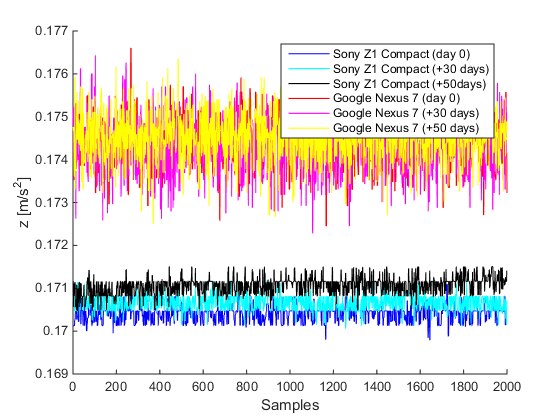 0.177
0.176
0.175
0.174
0.173
0.172
0.171
0.17
0.169
z [m/s2]
Sony Z1 Compact (day 0)
Sony Z1 Compact (+30 days)
Sony Z1 Compact (+50days)
Google Nexus 7 (day 0)
Google Nexus 7 (+30 days)
Google Nexus 7 (+50 days)
0 200 400 600 800 1000 1200 1400 1600 1800 2000
Samples